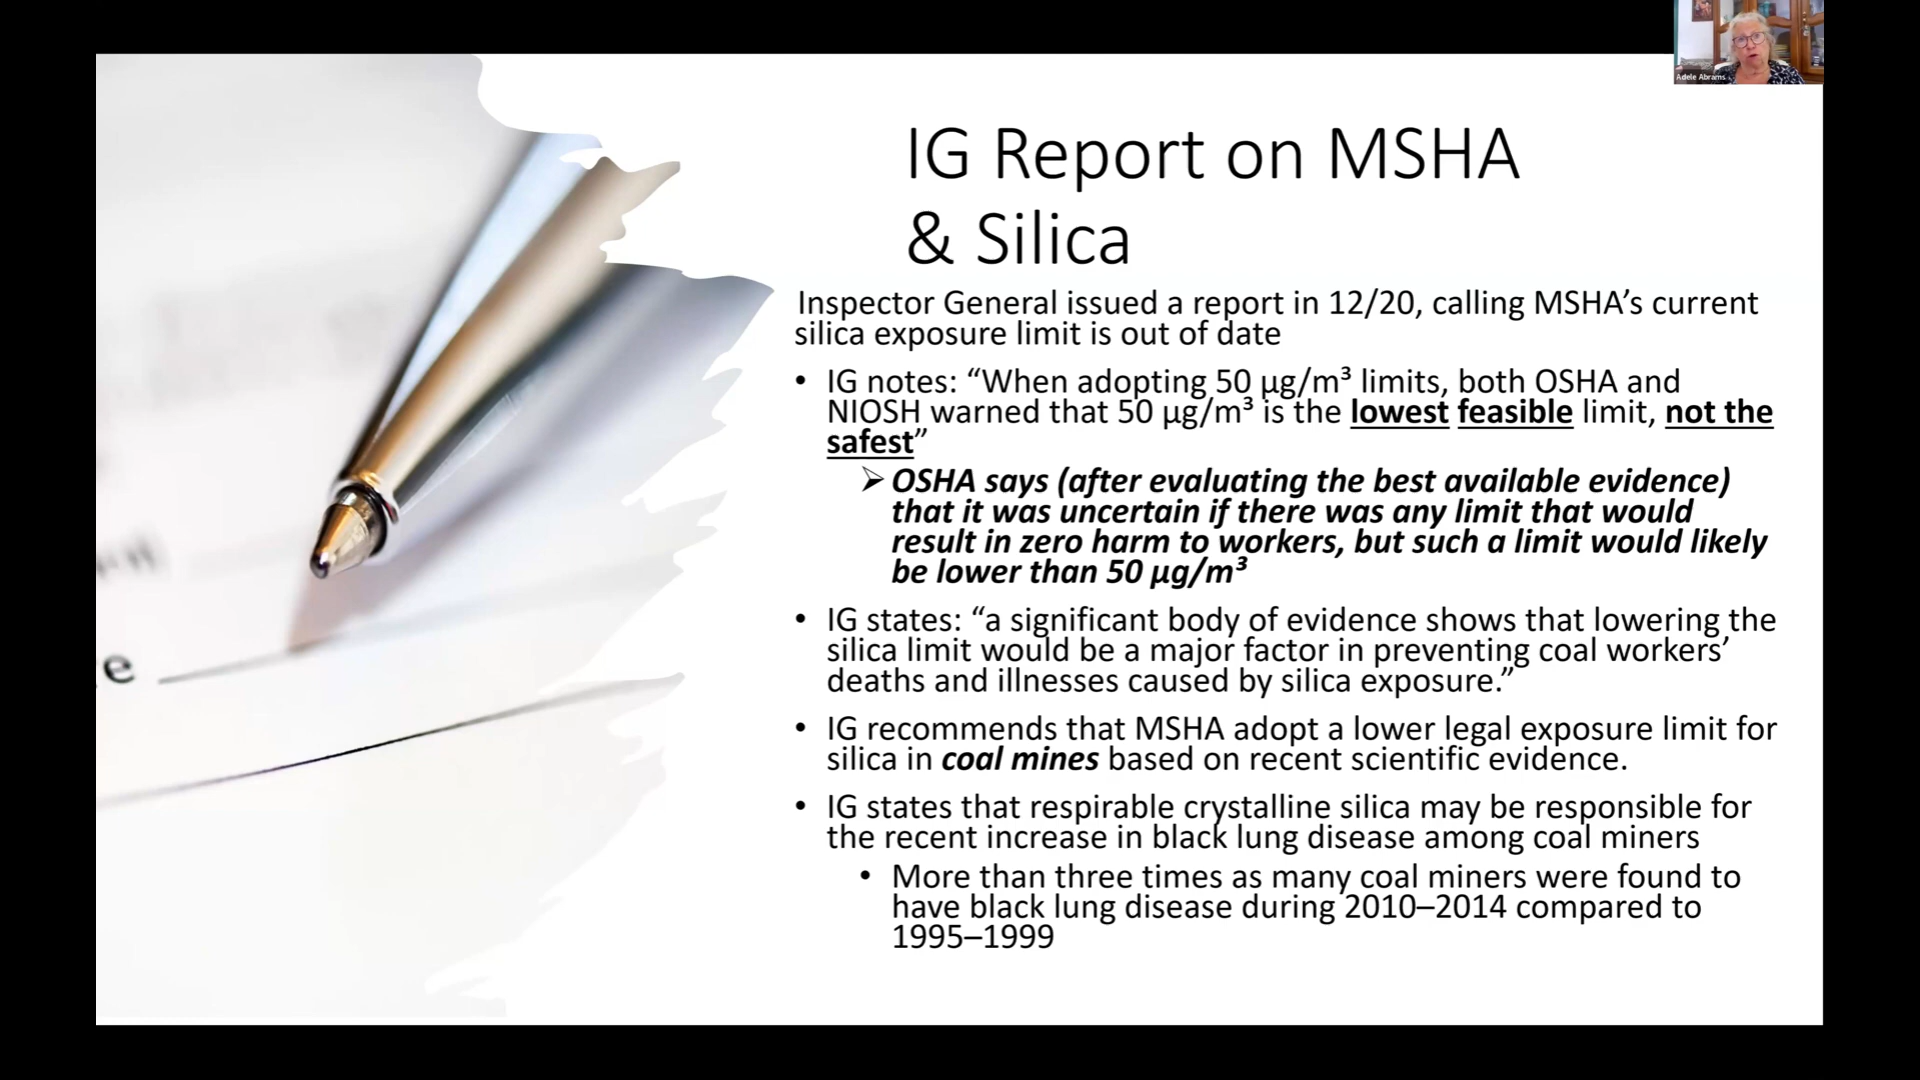 Adele Abrams
IG Report on MSHA
& Silica
Inspector General issued a report in 12/20, calling MSHA’s current
silica exposure limit is out of date
• IG notes: “When adopting 50 µg/m³ limits, both OSHA and
NIOSH warned that 50 µg/m³ is the lowest feasible limit, not the
safest”
➢ OSHA says (after evaluating the best available evidence)
that it was uncertain if there was any limit that would
result in zero harm to workers, but such a limit would likely
be lower than 50 µg/m³
• IG states: “a significant body of evidence shows that lowering the
silica limit would be a major factor in preventing coal workers’
deaths and illnesses caused by silica exposure.”
• IG recommends that MSHA adopt a lower legal exposure limit for
silica in coal mines based on recent scientific evidence.
• IG states that respirable crystalline silica may be responsible for
the recent increase in black lung disease among coal miners
• More than three times as many coal miners were found to
have black lung disease during 2010–2014 compared to
1995–1999